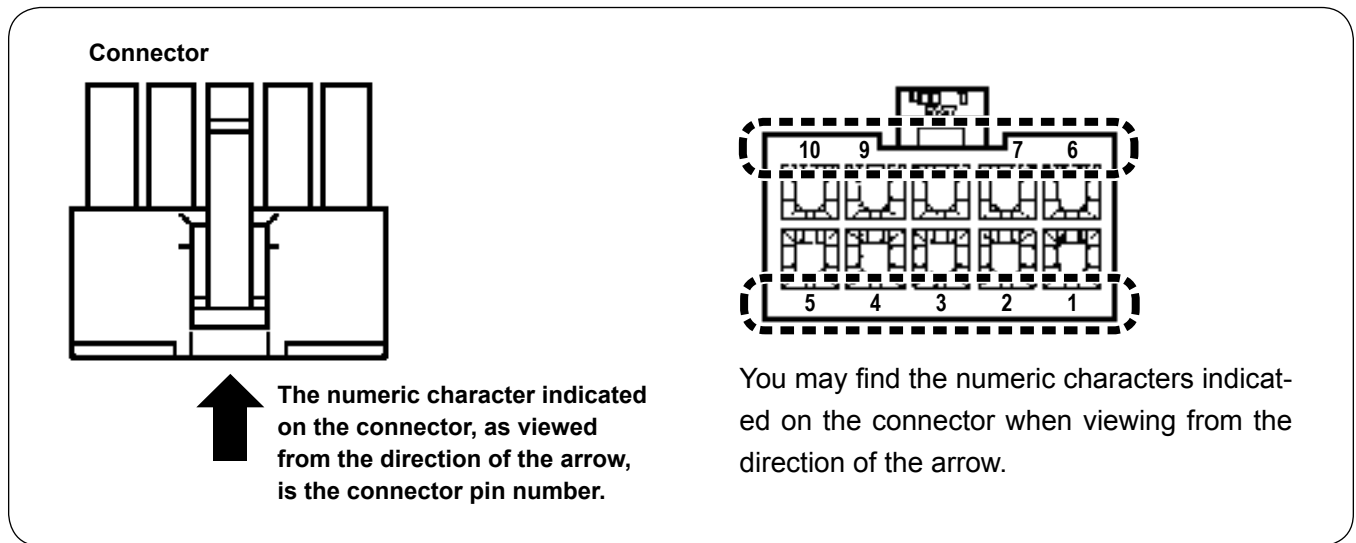 Connector
The numeric character indicated
on the connector, as viewed
from the direction of the arrow,
is the connector pin number.
10 9 7 6
5 4 3 2 1
You may find the numeric characters indicat-
ed on the connector when viewing from the
direction of the arrow.